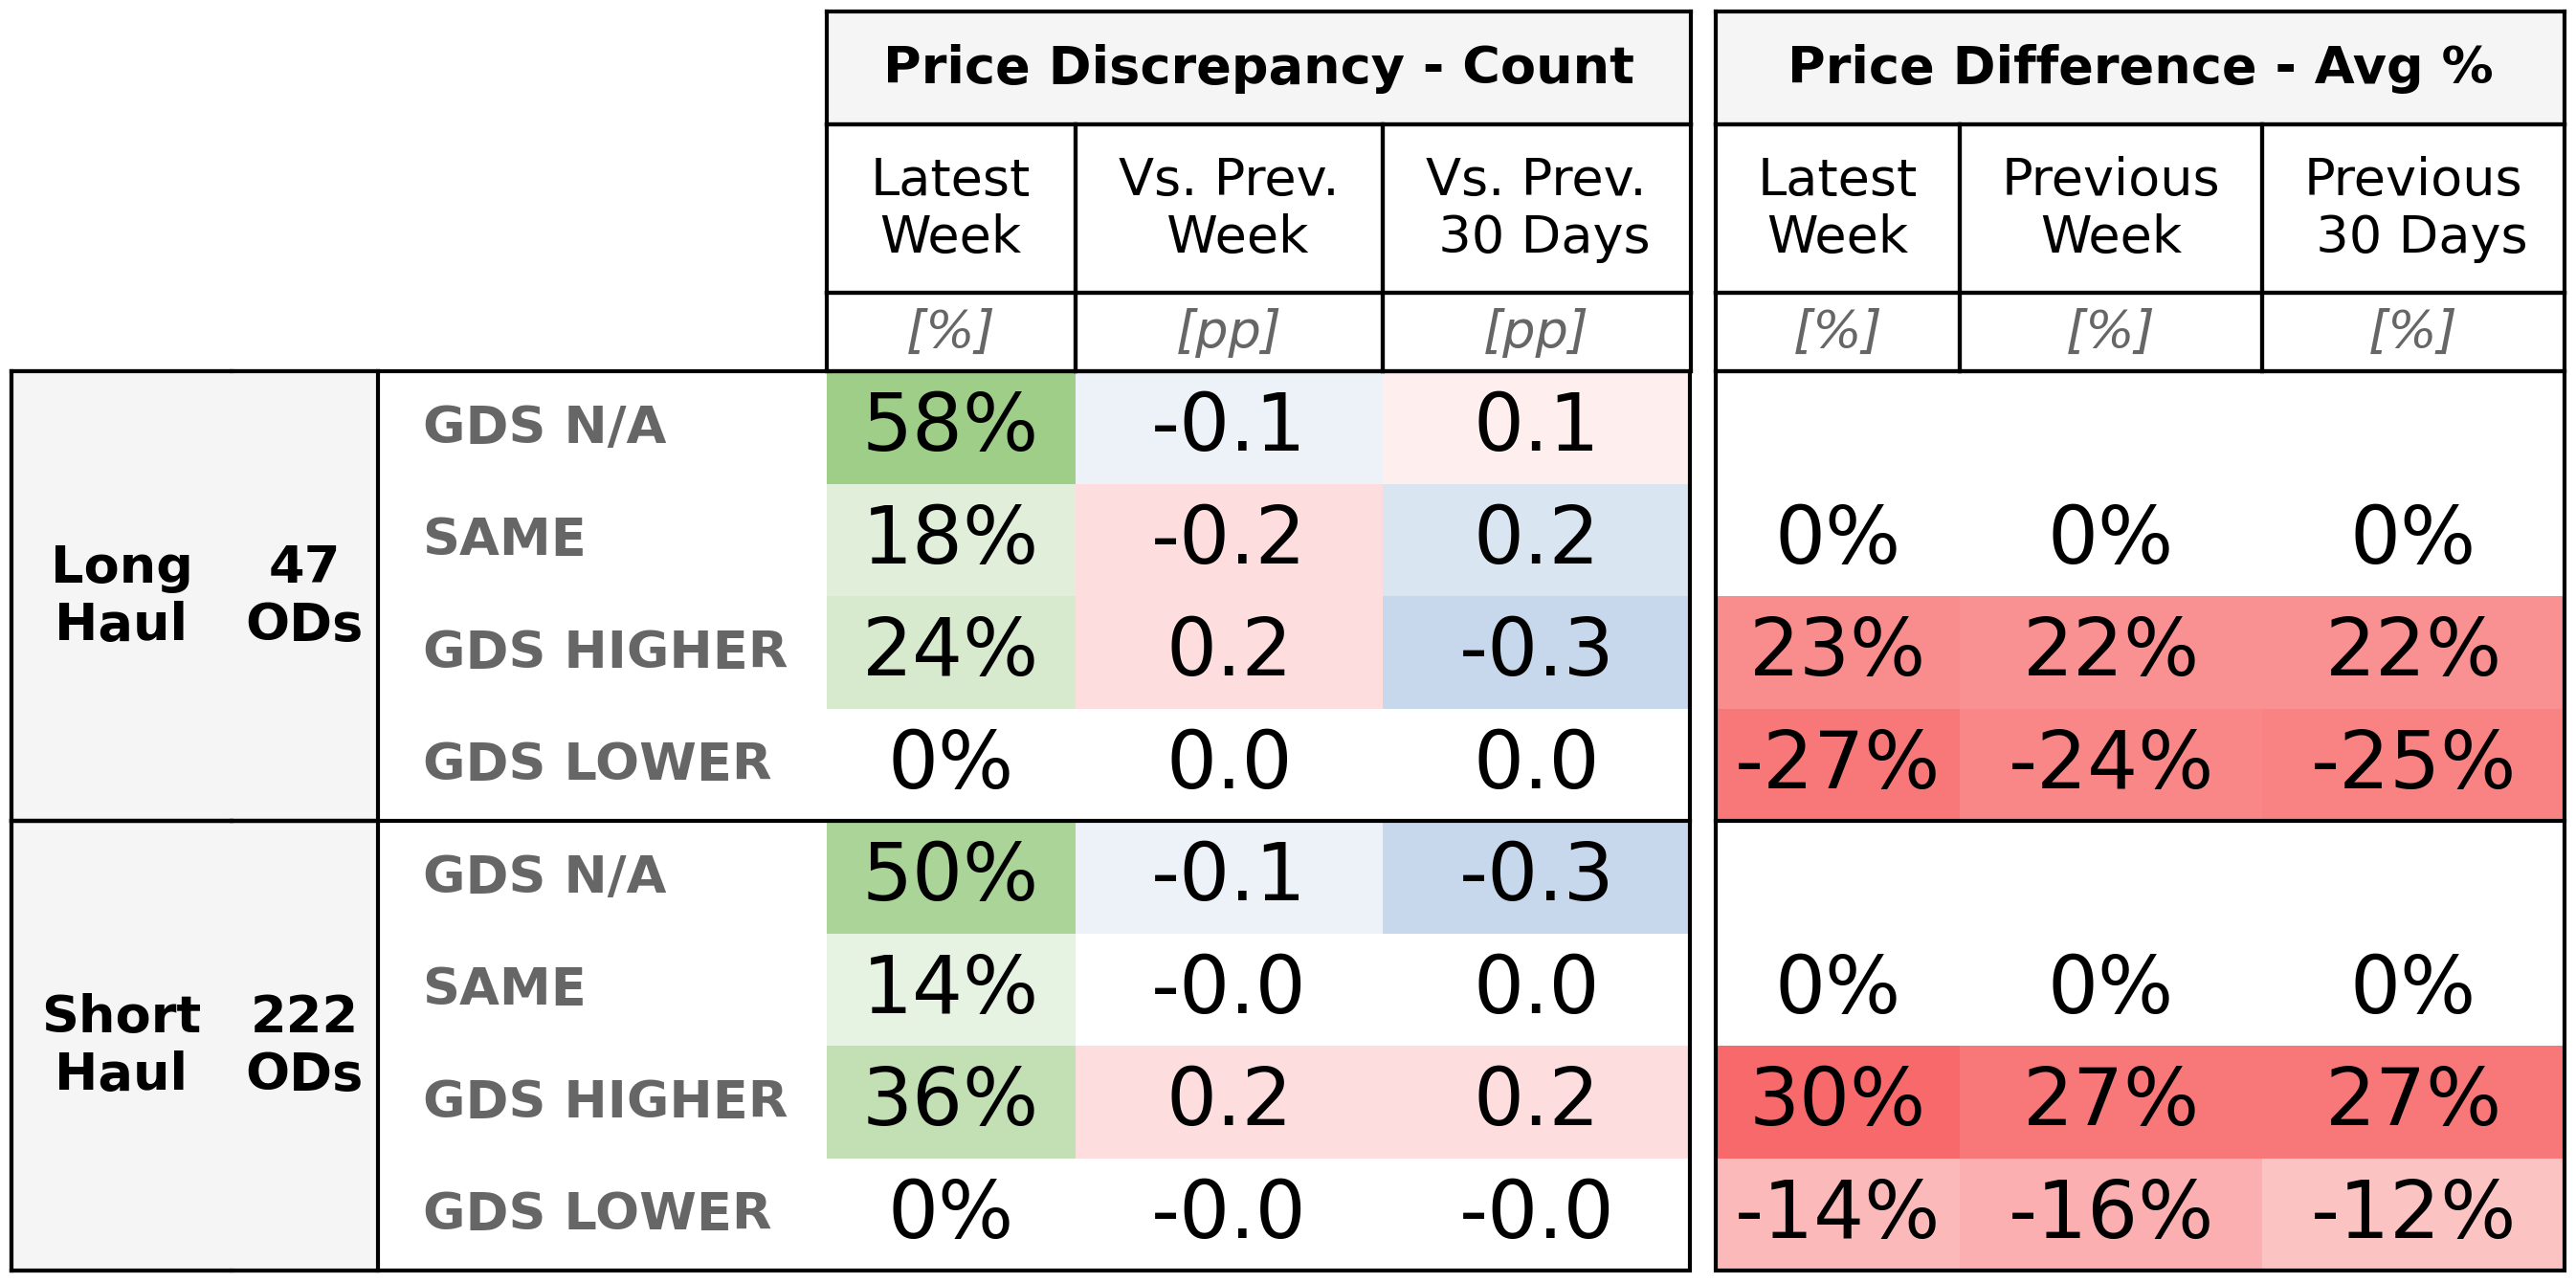 Price Discrepancy - Count Price Difference - Avg %
Latest Week Vs. Prev. Week Vs. Prev. 30 Days Latest Week Previous Week Previous 30 Days
[%] [pp] [pp] [%] [%] [%]
Long Haul 47 ODs
GDS N/A 58% -0.1 0.1
SAME 18% -0.2 0.2 0% 0% 0%
GDS HIGHER 24% 0.2 -0.3 23% 22% 22%
GDS LOWER 0% 0.0 0.0 -27% -24% -25%
Short Haul 222 ODs
GDS N/A 50% -0.1 -0.3
SAME 14% -0.0 0.0 0% 0% 0%
GDS HIGHER 36% 0.2 0.2 30% 27% 27%
GDS LOWER 0% -0.0 -0.0 -14% -16% -12%